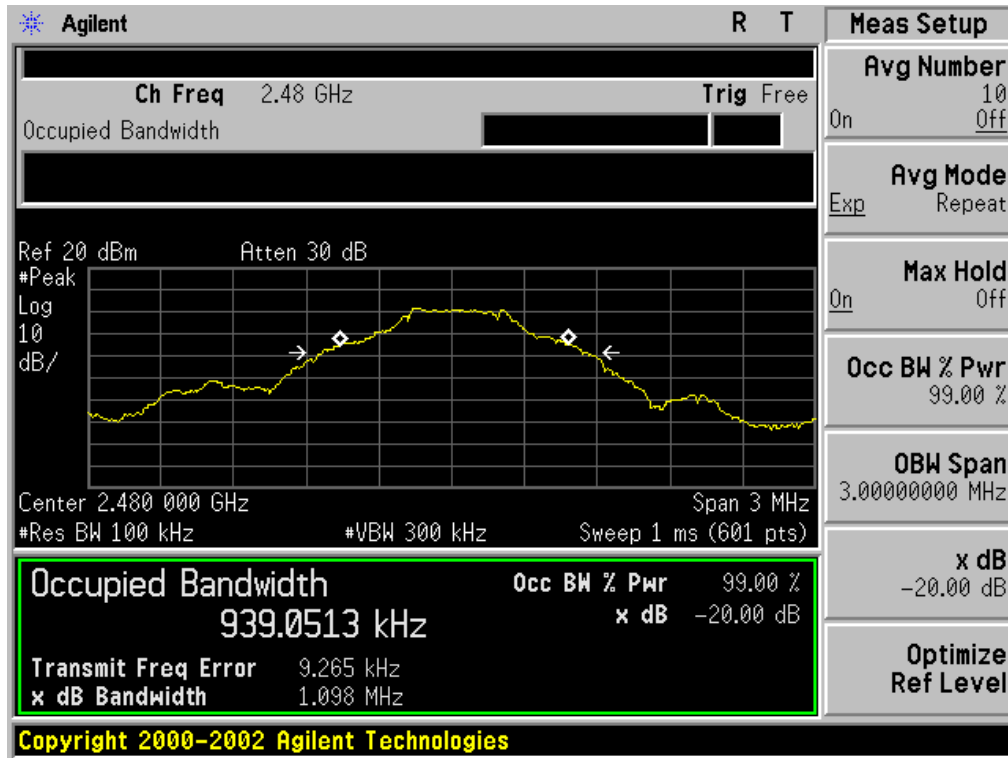 Agilent R T
Ch Freq 2.48 GHz Trig Free
Occupied Bandwidth
Ref 20 dBm Atten 30 dB
#Peak
Log
10
dB/
Center 2.480 000 GHz Span 3 MHz
#Res BW 100 kHz #VBW 300 kHz Sweep 1 ms (601 pts)
Occupied Bandwidth Occ BW % Pwr 99.00 %
939.0513 kHz x dB -20.00 dB
Transmit Freq Error 9.265 kHz
x dB Bandwidth 1.098 MHz
Copyright 2000-2002 Agilent Technologies
Meas Setup
Avg Number
10
On Off
Avg Mode
Exp Repeat
Max Hold
On Off
Occ BW % Pwr
99.00 %
OBW Span
3.00000000 MHz
x dB
-20.00 dB
Optimize
Ref Level